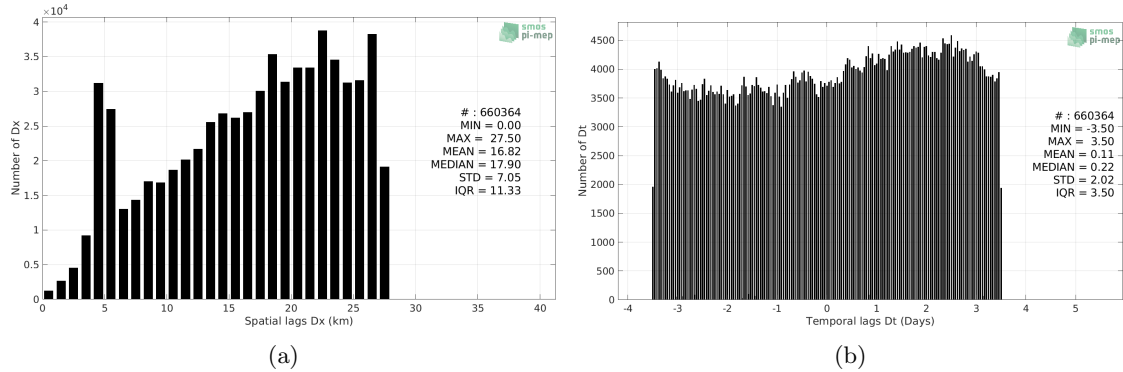 ×10⁴
4
3.5
3
2.5
2
1.5
1
0.5
0
Number of Dx
0 5 10 15 20 25 30 35 40
Spatial lags Dx (km)
smos
pi-mep
# : 660364
MIN = 0.00
MAX = 27.50
MEAN = 16.82
MEDIAN = 17.90
STD = 7.05
IQR = 11.33
(a)
4500
4000
3500
3000
2500
2000
1500
1000
500
0
Number of Dt
-4 -3 -2 -1 0 1 2 3 4 5
Temporal lags Dt (Days)
smos
pi-mep
# : 660364
MIN = -3.50
MAX = 3.50
MEAN = 0.11
MEDIAN = 0.22
STD = 2.02
IQR = 3.50
(b)